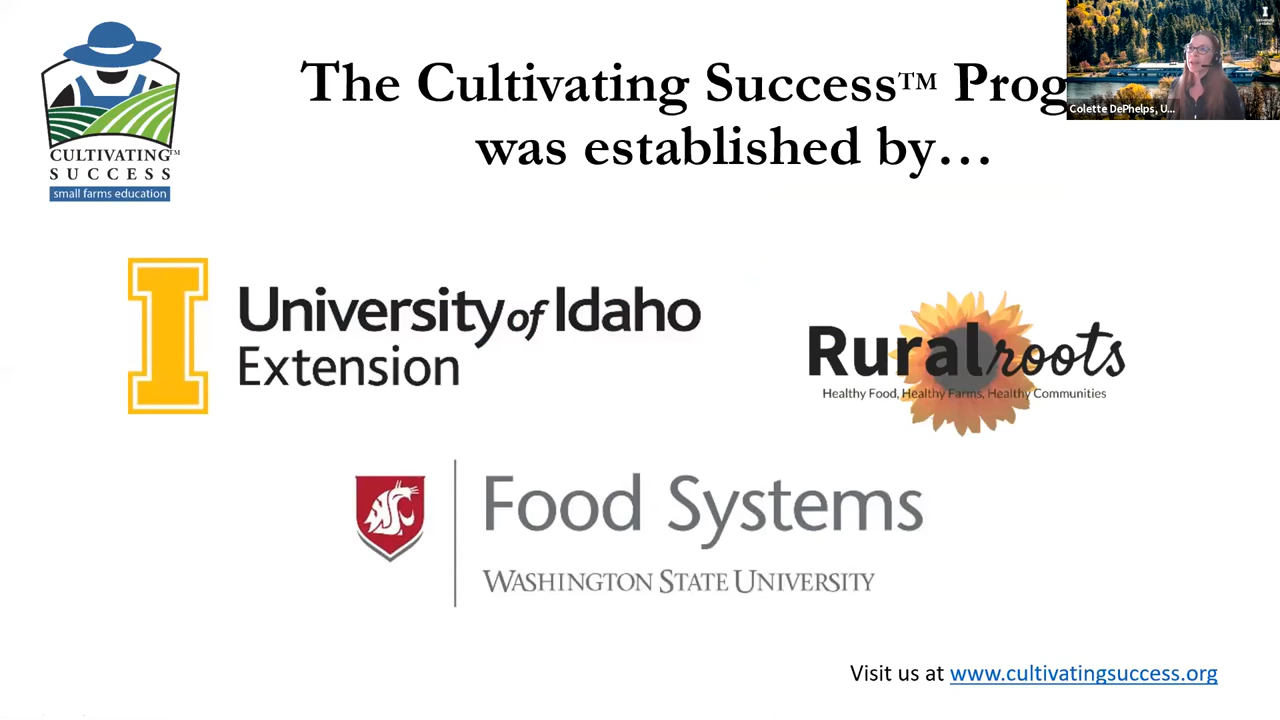 The Cultivating Success™ Prog
was established by…
Colette DePhelps, U...
CULTIVATING™
SUCCESS
small farms education
I
University of Idaho
Extension
Ruralroots
Healthy Food, Healthy Farms, Healthy Communities
Food Systems
WASHINGTON STATE UNIVERSITY
Visit us at www.cultivatingsuccess.org